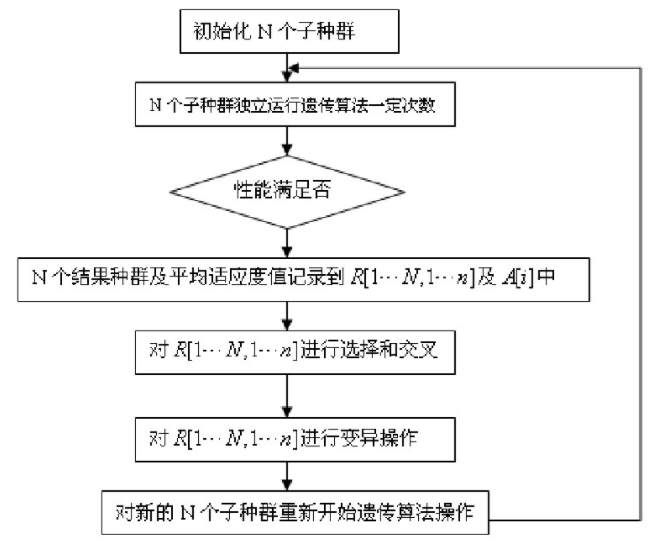 初始化 N 个子种群
N 个子种群独立运行遗传算法一定次数
性能满足否
N 个结果种群及平均适应度值记录到 R[1⋯N,1⋯n]及 A[i]中
对 R[1⋯N,1⋯n]进行选择和交叉
对 R[1⋯N,1⋯n]进行变异操作
对新的 N 个子种群重新开始遗传算法操作